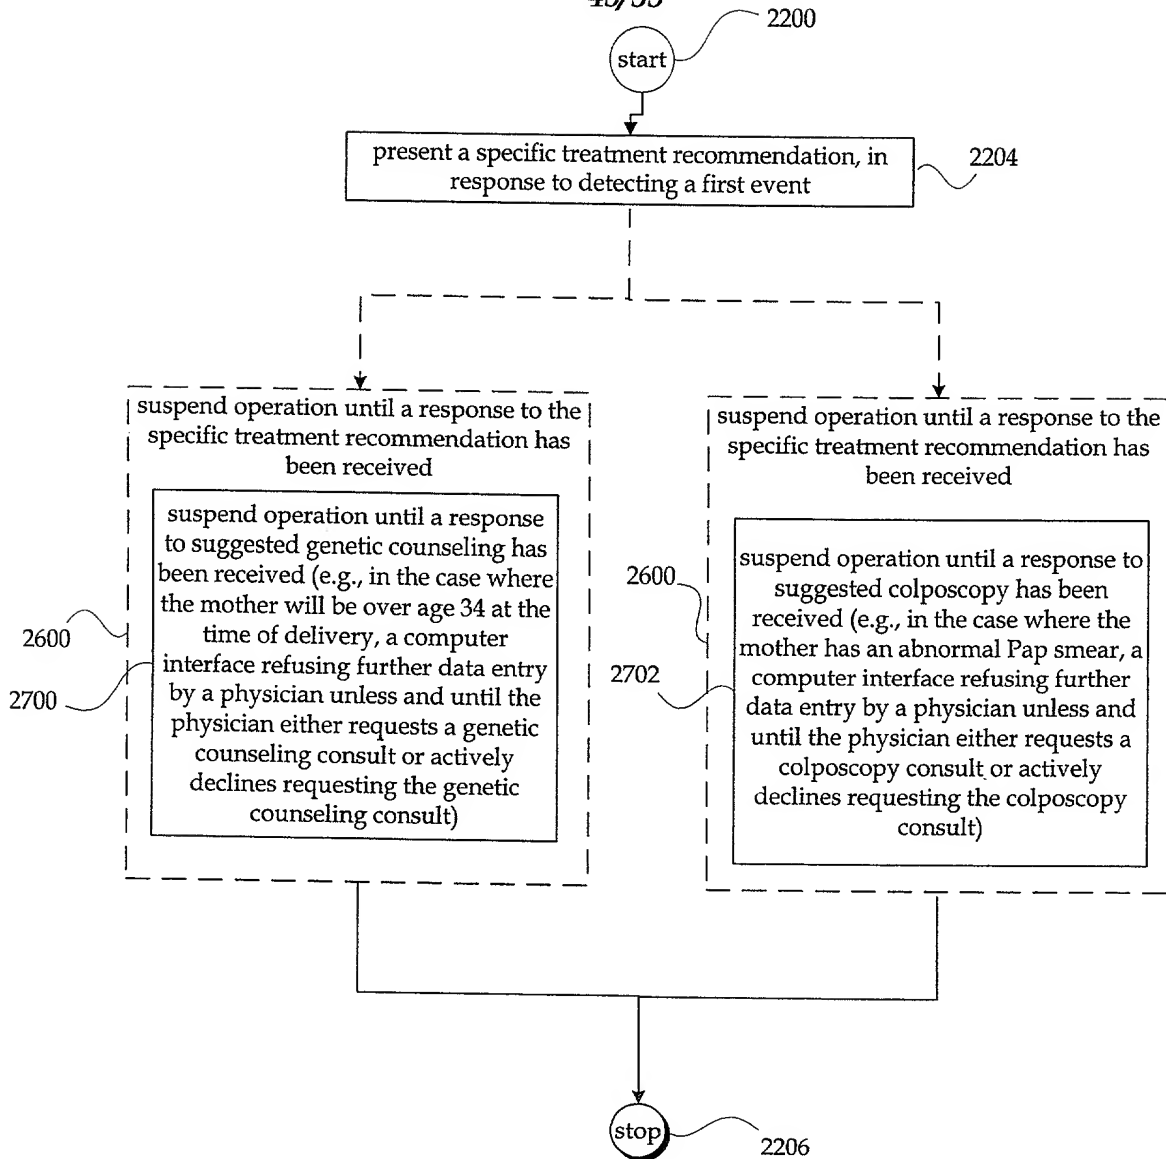 2200
start
present a specific treatment recommendation, in
response to detecting a first event
2204
suspend operation until a response to the
specific treatment recommendation has
been received
suspend operation until a response
to suggested genetic counseling has
been received (e.g., in the case where
the mother will be over age 34 at the
time of delivery, a computer
interface refusing further data entry
by a physician unless and until the
physician either requests a genetic
counseling consult or actively
declines requesting the genetic
counseling consult)
2600
2700
suspend operation until a response to the
specific treatment recommendation has
been received
suspend operation until a response to
suggested colposcopy has been
received (e.g., in the case where the
mother has an abnormal Pap smear, a
computer interface refusing further
data entry by a physician unless and
until the physician either requests a
colposcopy consult or actively
declines requesting the colposcopy
consult)
2600
2702
stop
2206